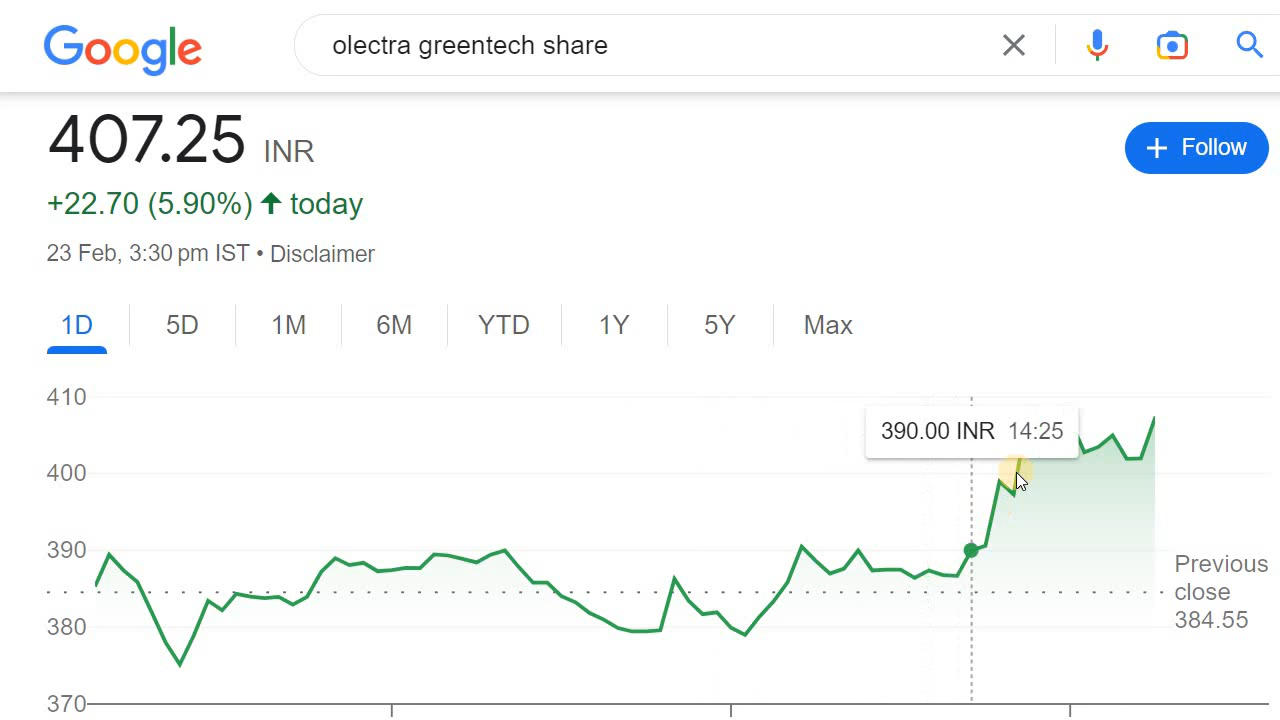 Google olectra greentech share
407.25 INR
+ Follow
+22.70 (5.90%) ↑ today
23 Feb, 3:30 pm IST • Disclaimer
1D 5D 1M 6M YTD 1Y 5Y Max
410
390.00 INR 14:25
400
390
Previous
close
384.55
380
370